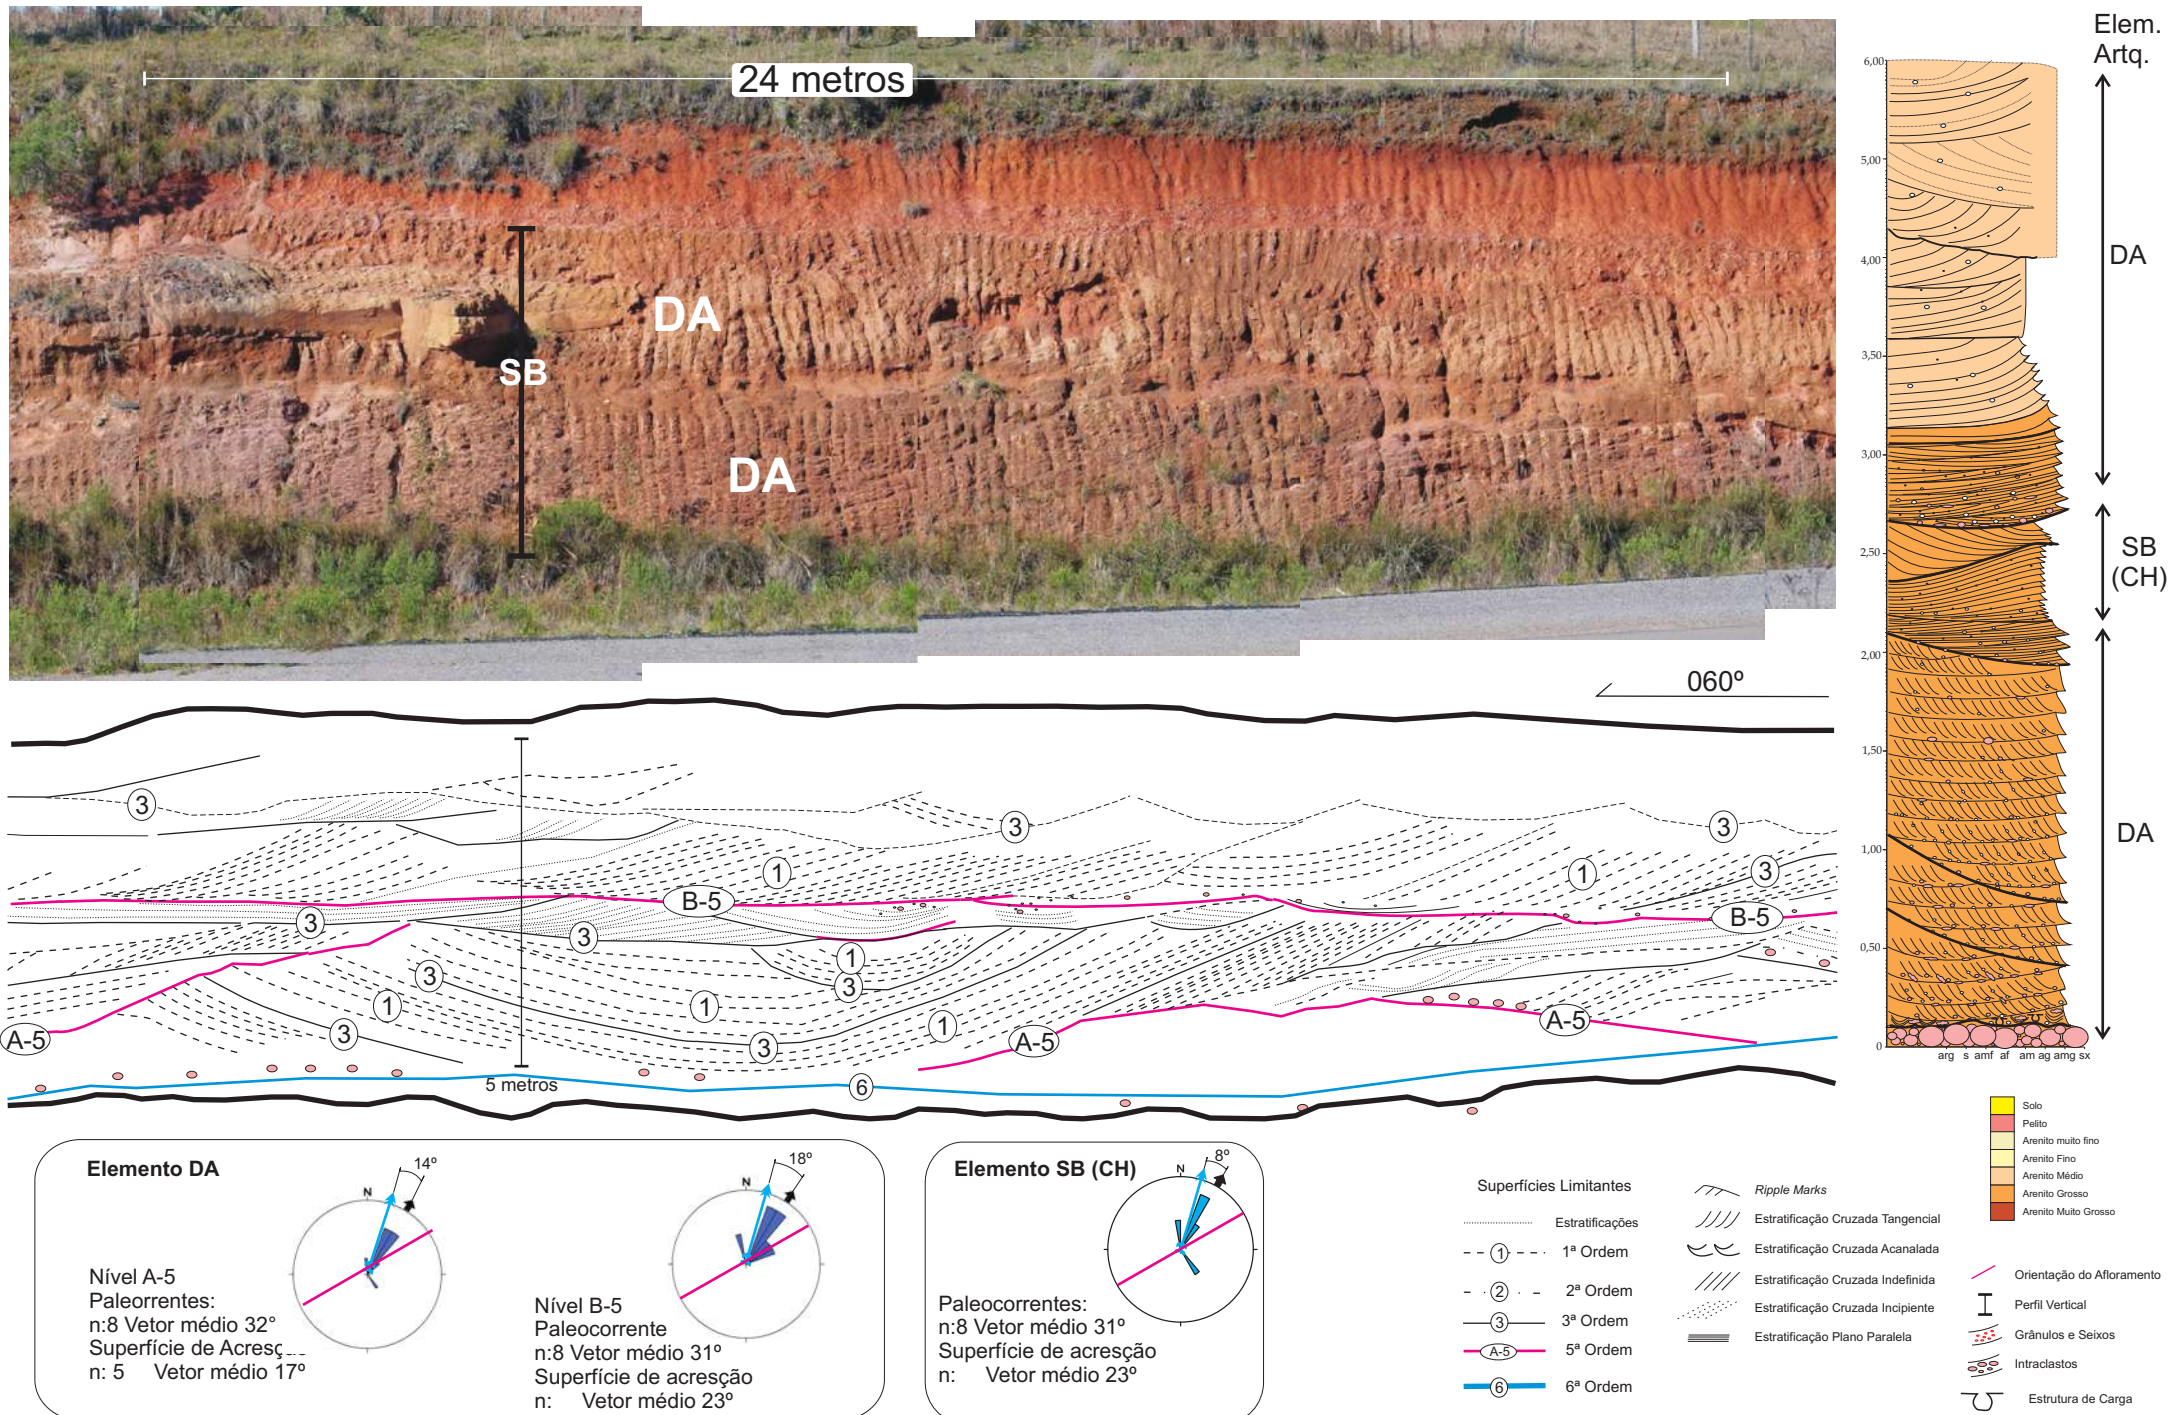 24 metros
DA
SB
DA
060º
3
3
3
1
1
3
B-5
B-5
3
3
1
3
3
1
1
1
A-5
3
3
A-5
A-5
6
5 metros
Elem.
Artq.
6,00
5,00
4,00
3,50
3,00
2,50
2,00
1,50
1,00
0,50
0
DA
SB
(CH)
DA
arg s amf af am ag amg sx
Elemento DA
N
14º
Nível A-5
Paleorrentes:
n:8 Vetor médio 32°
Superfície de Acresç
n: 5 Vetor médio 17º
N
18º
Nível B-5
Paleocorrente
n:8 Vetor médio 31º
Superfície de acresção
n: Vetor médio 23º
Elemento SB (CH)
N
8º
Paleocorrentes:
n:8 Vetor médio 31º
Superfície de acresção
n: Vetor médio 23º
Superfícies Limitantes
Estratificações
1 1ª Ordem
2 2ª Ordem
3 3ª Ordem
A-5 5ª Ordem
6 6ª Ordem
Ripple Marks
Estratificação Cruzada Tangencial
Estratificação Cruzada Acanalada
Estratificação Cruzada Indefinida
Estratificação Cruzada Incipiente
Estratificação Plano Paralela
Solo
Pelito
Arenito muito fino
Arenito Fino
Arenito Médio
Arenito Grosso
Arenito Muito Grosso
Orientação do Afloramento
Perfil Vertical
Grânulos e Seixos
Intraclastos
Estrutura de Carga